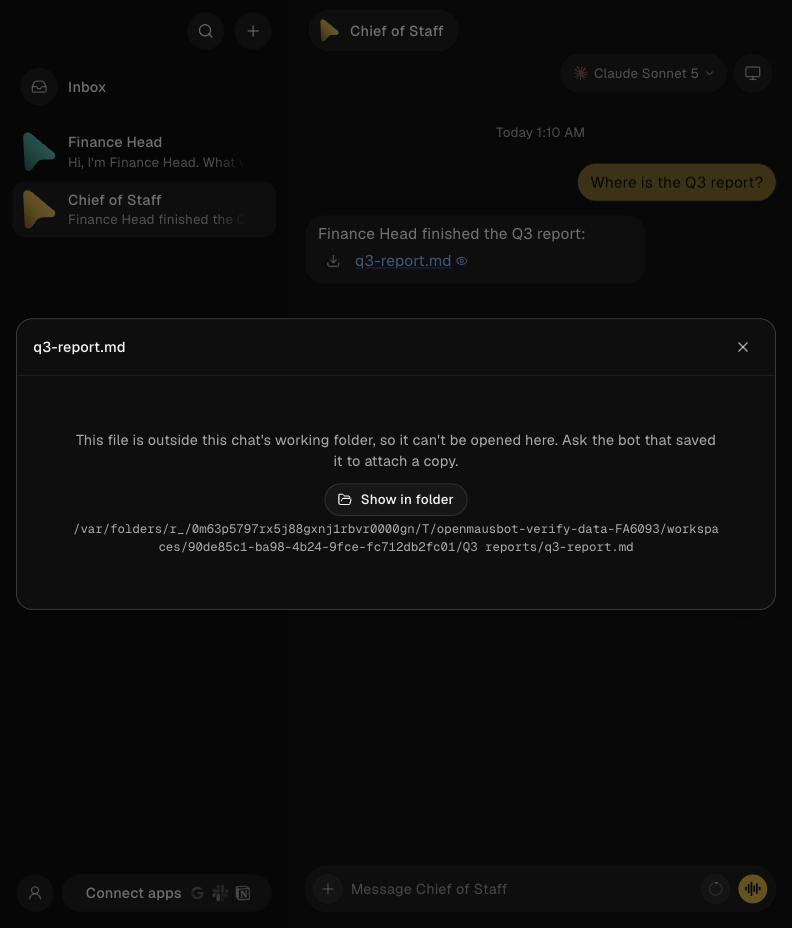 Chief of Staff
Claude Sonnet 5
Inbox
Today 1:10 AM
Finance Head
Hi, I'm Finance Head. What
Where is the Q3 report?
Chief of Staff
Finance Head finished the
Finance Head finished the Q3 report:
q3-report.md
q3-report.md
This file is outside this chat's working folder, so it can't be opened here. Ask the bot that saved
it to attach a copy.
Show in folder
/var/folders/r_/0m63p5797rx5j88gxnj1rbvr0000gn/T/openmausbot-verify-data-FA6093/workspa
ces/90de85c1-ba98-4b24-9fce-fc712db2fc01/Q3 reports/q3-report.md
Connect apps
Message Chief of Staff